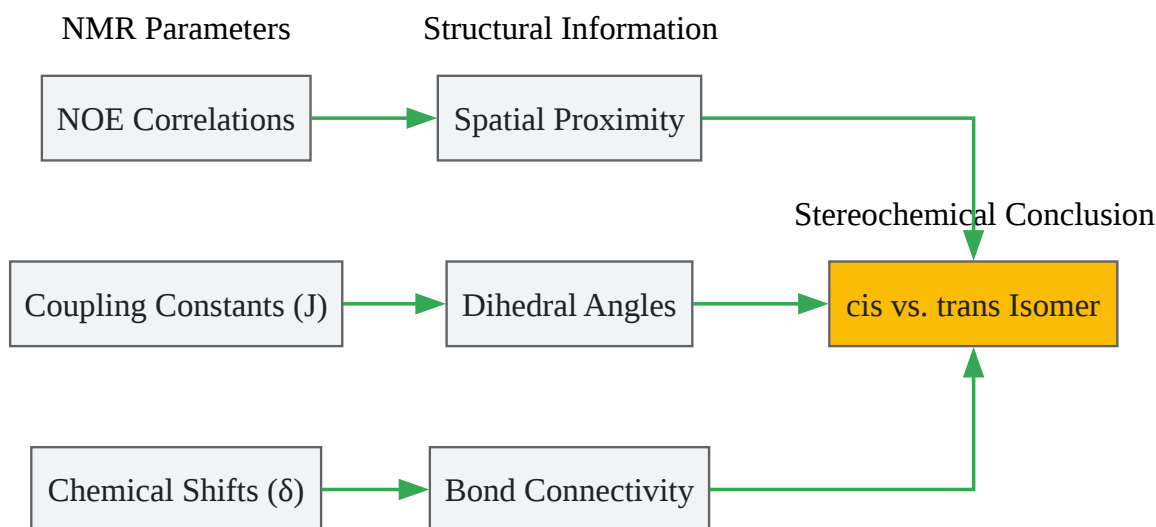 NMR Parameters
Structural Information
NOE Correlations
Spatial Proximity
Stereochemical Conclusion
Coupling Constants (J)
Dihedral Angles
cis vs. trans Isomer
Chemical Shifts (δ)
Bond Connectivity